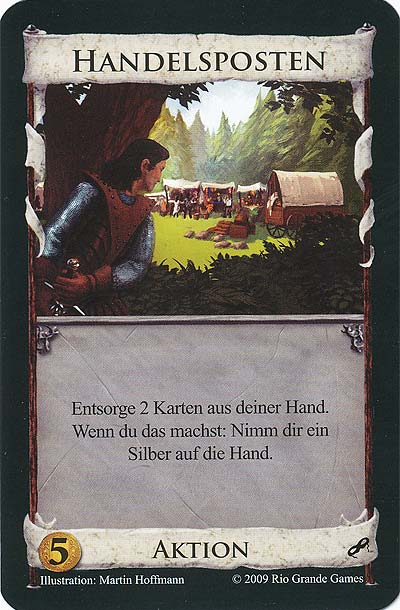 HANDELSPOSTEN
Entsorge 2 Karten aus deiner Hand.
Wenn du das machst: Nimm dir ein
Silber auf die Hand.
5
AKTION
Illustration: Martin Hoffmann
© 2009 Rio Grande Games